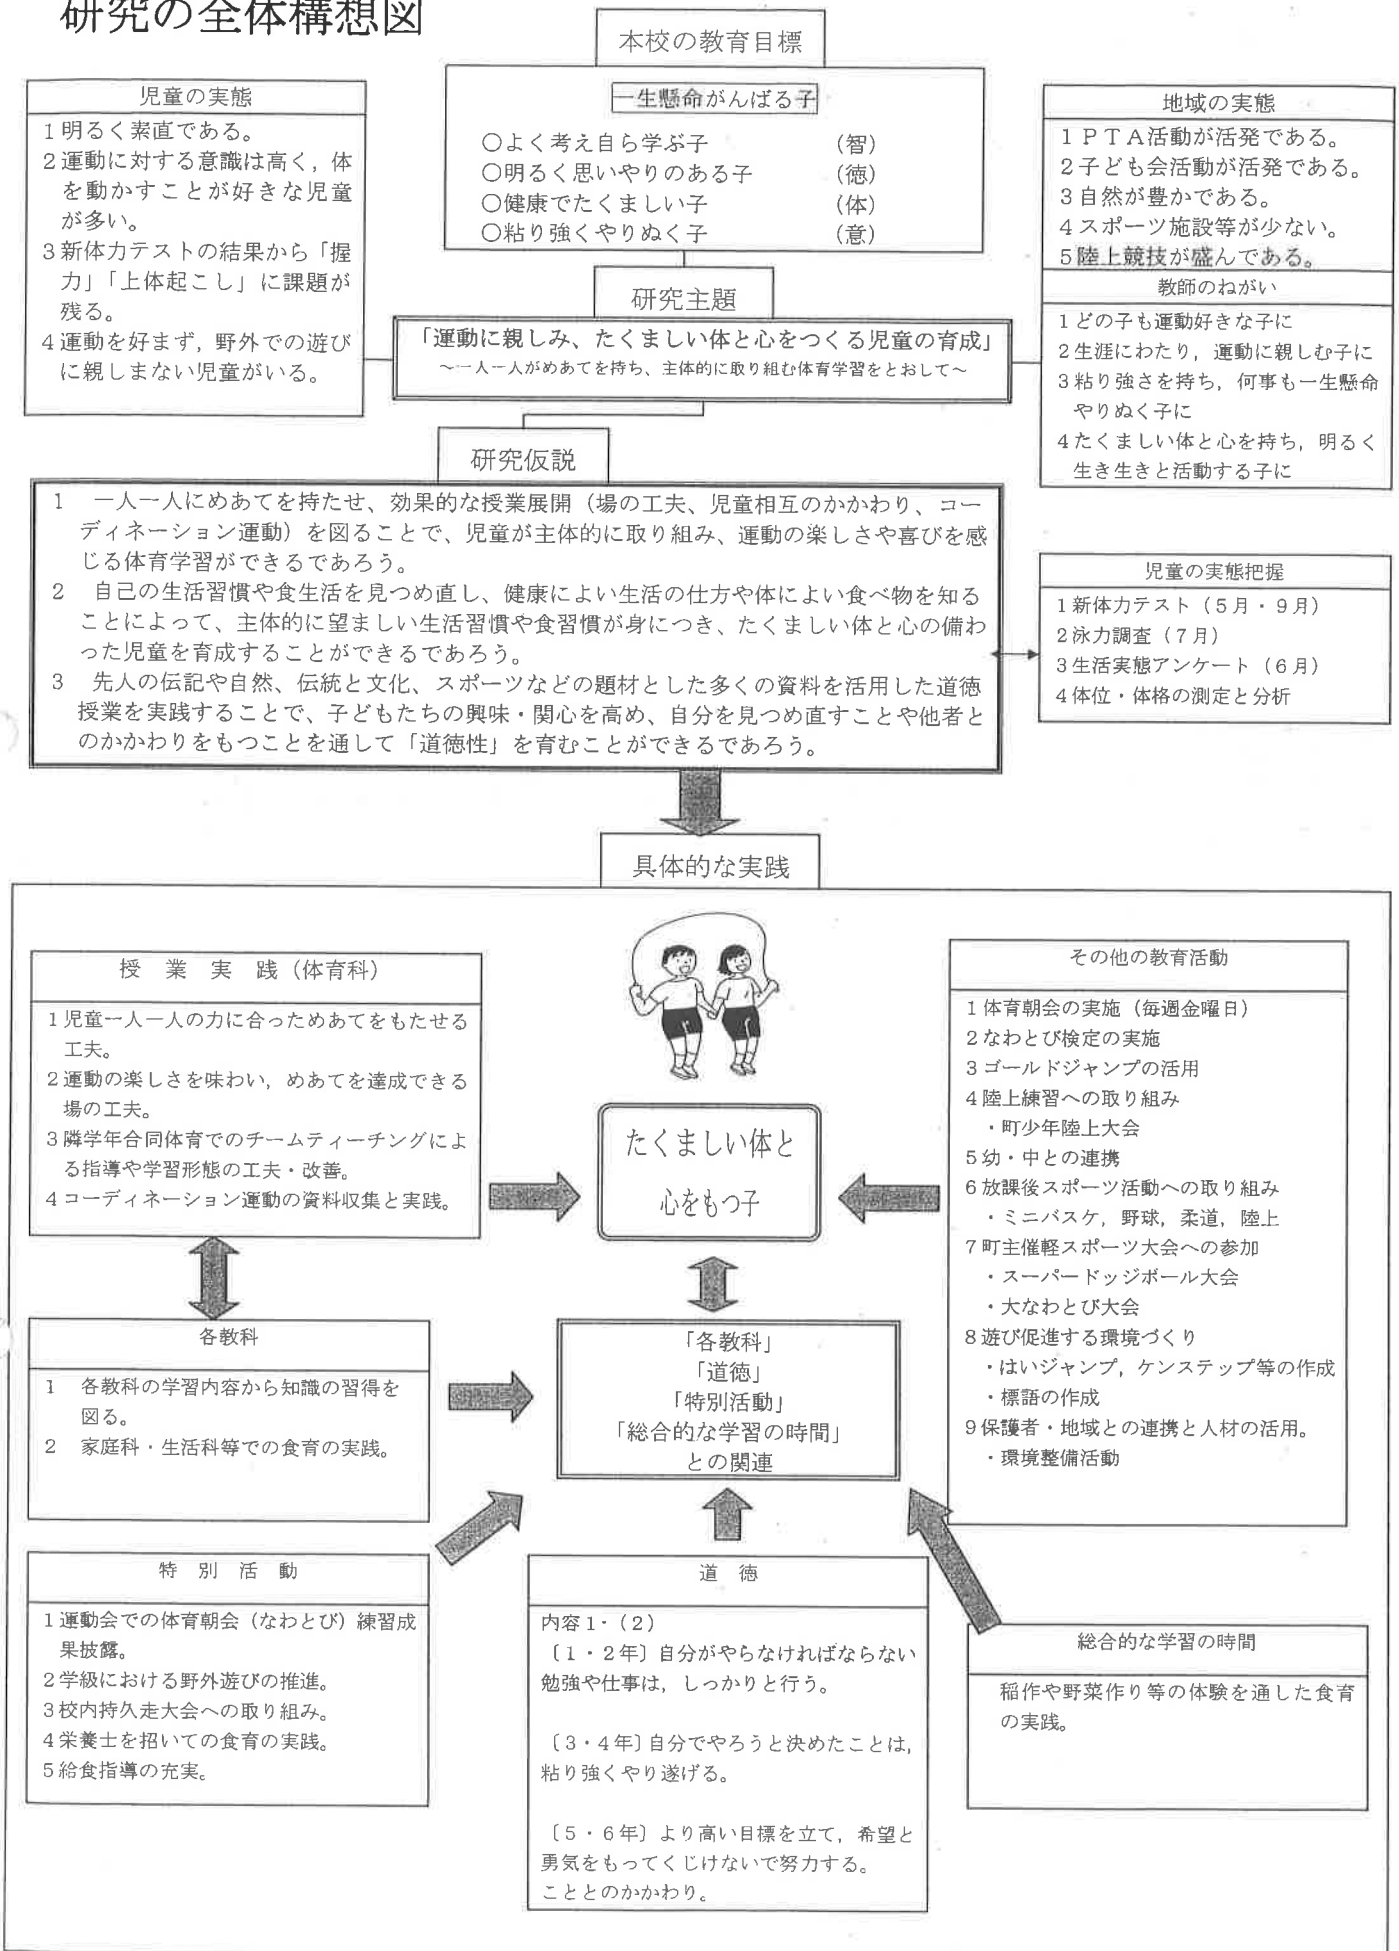 研究の全体構想図
本校の教育目標
一生懸命がんばる子
○よく考え自ら学ぶ子 (智)
○明るく思いやりのある子 (徳)
○健康でたくましい子 (体)
○粘り強くやりぬく子 (意)
児童の実態
1明るく素直である。
2運動に対する意識は高く，体
を動かすことが好きな児童
が多い。
3新体力テストの結果から「握
力」「上体起こし」に課題が
残る。
4運動を好まず，野外での遊び
に親しまない児童がいる。
地域の実態
1ＰＴＡ活動が活発である。
2子ども会活動が活発である。
3自然が豊かである。
4スポーツ施設等が少ない。
5陸上競技が盛んである。
教師のねがい
1どの子も運動好きな子に
2生涯にわたり，運動に親しむ子に
3粘り強さを持ち，何事も一生懸命
やりぬく子に
4たくましい体と心を持ち，明るく
生き生きと活動する子に
研究主題
「運動に親しみ、たくましい体と心をつくる児童の育成」
～一人一人がめあてを持ち、主体的に取り組む体育学習をとおして～
研究仮説
1　一人一人にめあてを持たせ、効果的な授業展開（場の工夫、児童相互のかかわり、コー
ディネーション運動）を図ることで、児童が主体的に取り組み、運動の楽しさや喜びを感
じる体育学習ができるであろう。
2　自己の生活習慣や食生活を見つめ直し、健康によい生活の仕方や体によい食べ物を知る
ことによって、主体的に望ましい生活習慣や食習慣が身につき、たくましい体と心の備わ
った児童を育成することができるであろう。
3　先人の伝記や自然、伝統と文化、スポーツなどの題材とした多くの資料を活用した道徳
授業を実践することで、子どもたちの興味・関心を高め、自分を見つめ直すことや他者と
のかかわりをもつことを通して「道徳性」を育むことができるであろう。
児童の実態把握
1新体力テスト（5月・9月）
2泳力調査（7月）
3生活実態アンケート（6月）
4体位・体格の測定と分析
具体的な実践
授　業　実　践（体育科）
1児童一人一人の力に合っためあてをもたせる
工夫。
2運動の楽しさを味わい，めあてを達成できる
場の工夫。
3隣学年合同体育でのチームティーチングによ
る指導や学習形態の工夫・改善。
4コーディネーション運動の資料収集と実践。
たくましい体と
心をもつ子
その他の教育活動
1体育朝会の実施（毎週金曜日）
2なわとび検定の実施
3ゴールドジャンプの活用
4陸上練習への取り組み
・町少年陸上大会
5幼・中との連携
6放課後スポーツ活動への取り組み
・ミニバスケ，野球，柔道，陸上
7町主催軽スポーツ大会への参加
・スーパードッジボール大会
・大なわとび大会
8遊び促進する環境づくり
・はいジャンプ，ケンステップ等の作成
・標語の作成
9保護者・地域との連携と人材の活用。
・環境整備活動
各教科
1　各教科の学習内容から知識の習得を
図る。
2　家庭科・生活科等での食育の実践。
「各教科」
「道徳」
「特別活動」
「総合的な学習の時間」
との関連
特　別　活　動
1運動会での体育朝会（なわとび）練習成
果披露。
2学級における野外遊びの推進。
3校内持久走大会への取り組み。
4栄養士を招いての食育の実践。
5給食指導の充実。
道　徳
内容1-（2）
〔1・2年〕自分がやらなければならない
勉強や仕事は，しっかりと行う。
〔3・4年〕自分でやろうと決めたことは，
粘り強くやり遂げる。
〔5・6年〕より高い目標を立て，希望と
勇気をもってくじけないで努力する。
こととのかかわり。
総合的な学習の時間
稲作や野菜作り等の体験を通した食育
の実践。